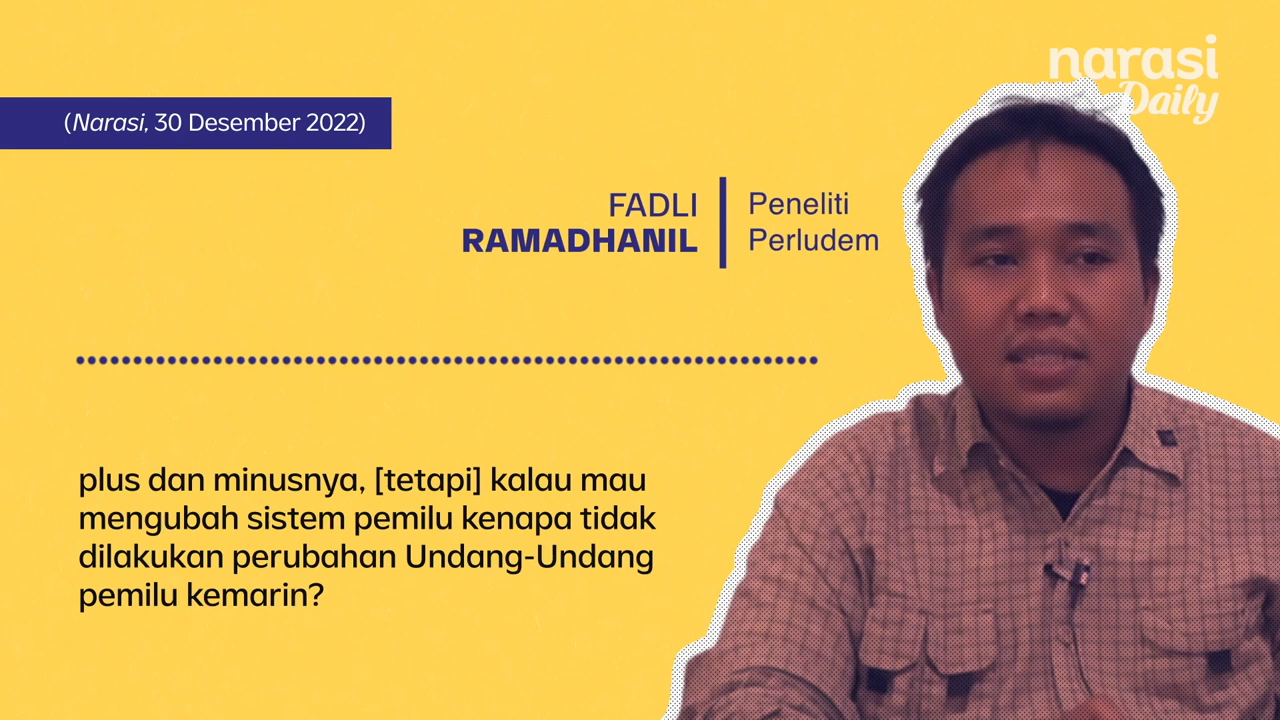 narasi
Daily
(Narasi, 30 Desember 2022)
FADLI
RAMADHANIL
Peneliti
Perludem
plus dan minusnya, [tetapi] kalau mau
mengubah sistem pemilu kenapa tidak
dilakukan perubahan Undang-Undang
pemilu kemarin?